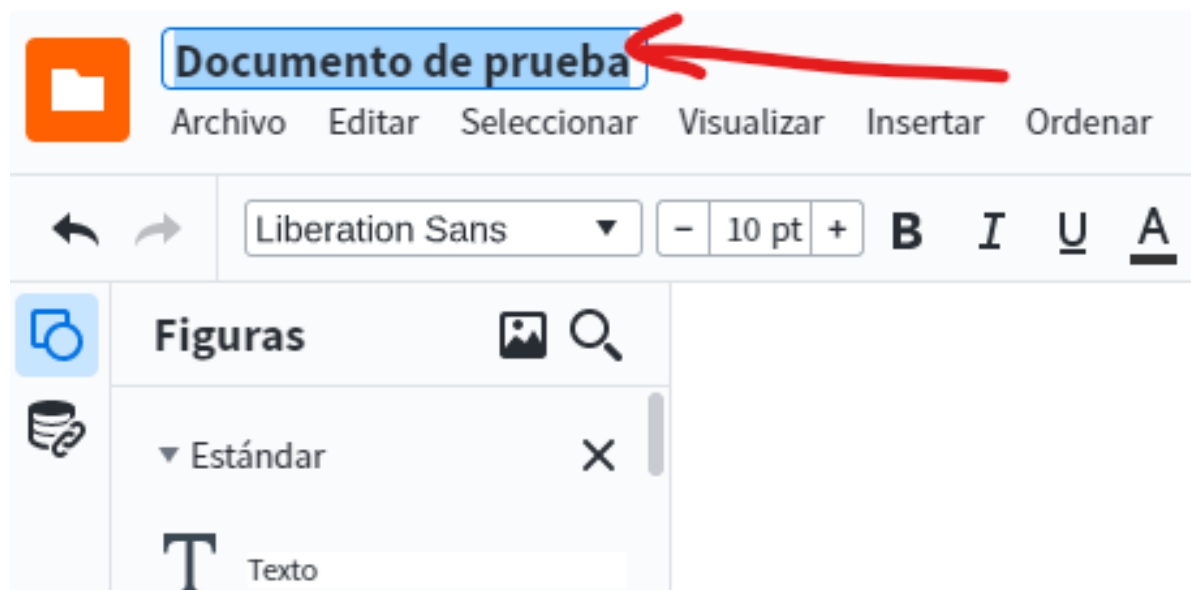 Documento de prueba
Archivo Editar Seleccionar Visualizar Insertar Ordenar
Liberation Sans - 10 pt + B I U A
Figuras
Estándar
T Texto